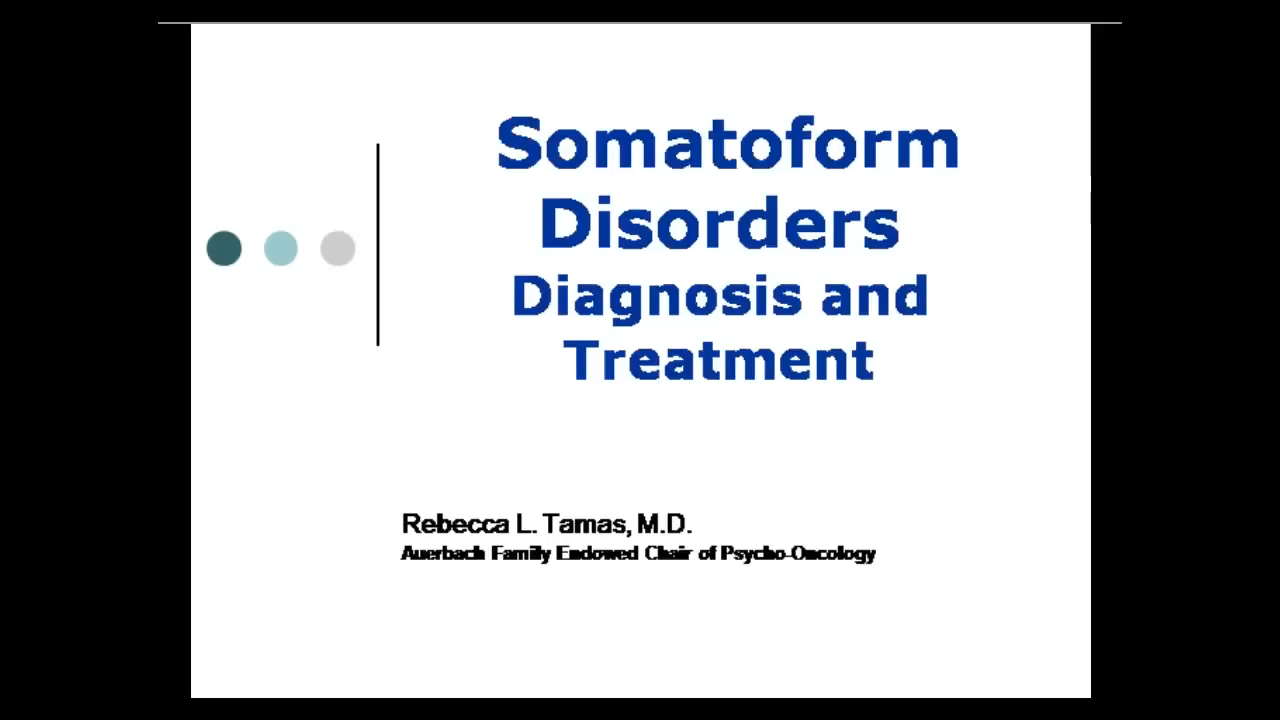 Somatoform
Disorders
Diagnosis and
Treatment
Rebecca L. Tamas, M.D.
Auerbach Family Endowed Chair of Psycho-Oncology